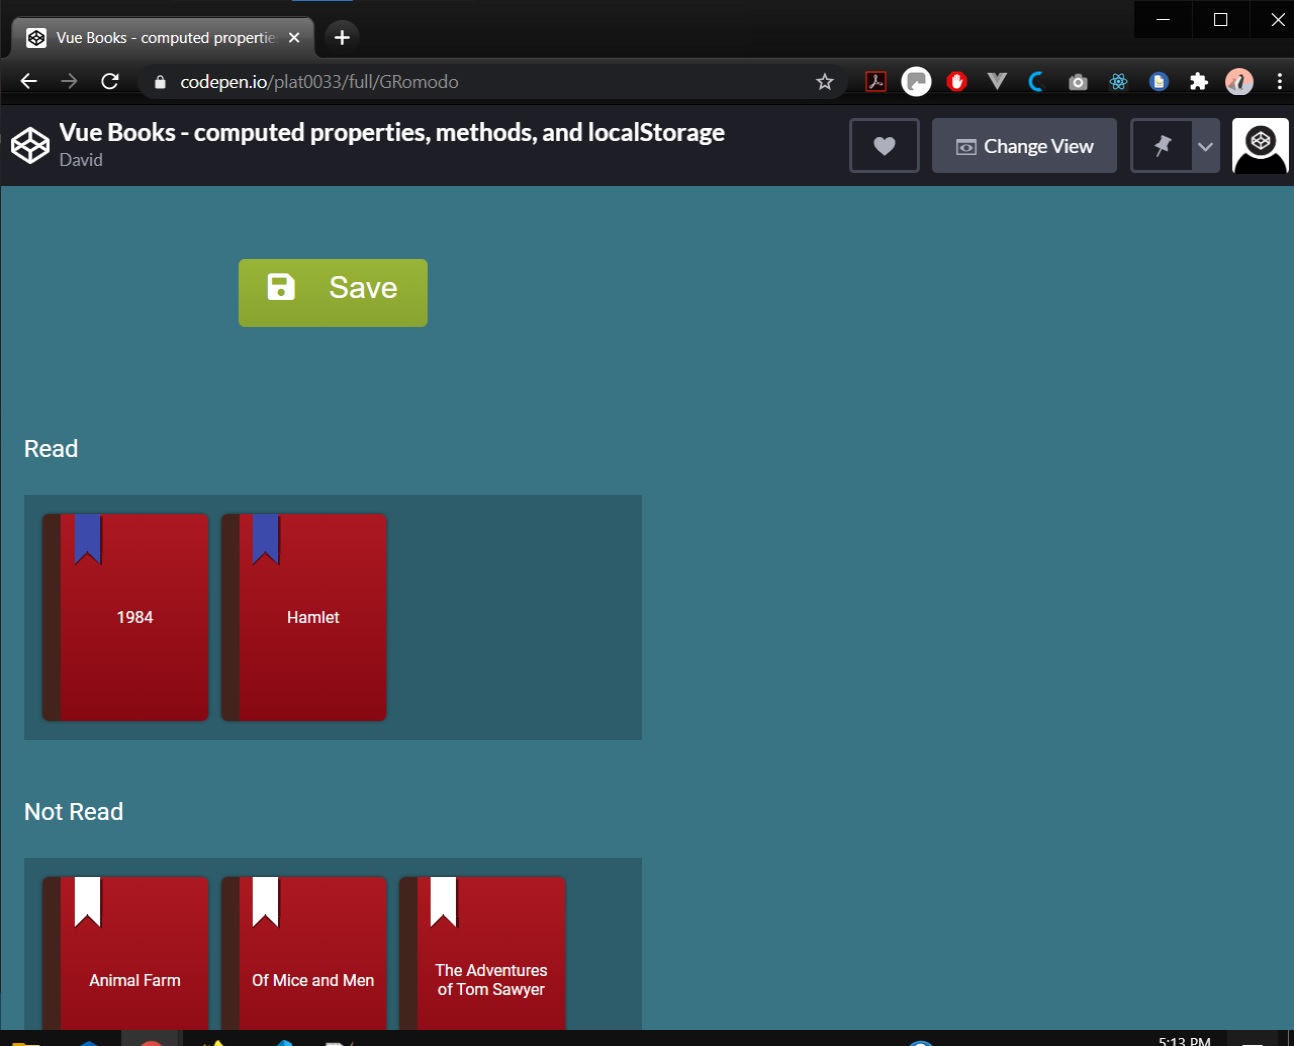 Vue Books - computed propertie
codepen.io/plat0033/full/GRomodo
Vue Books - computed properties, methods, and localStorage
David
Change View
Save
Read
1984
Hamlet
Not Read
Animal Farm
Of Mice and Men
The Adventures
of Tom Sawyer
5:13 PM